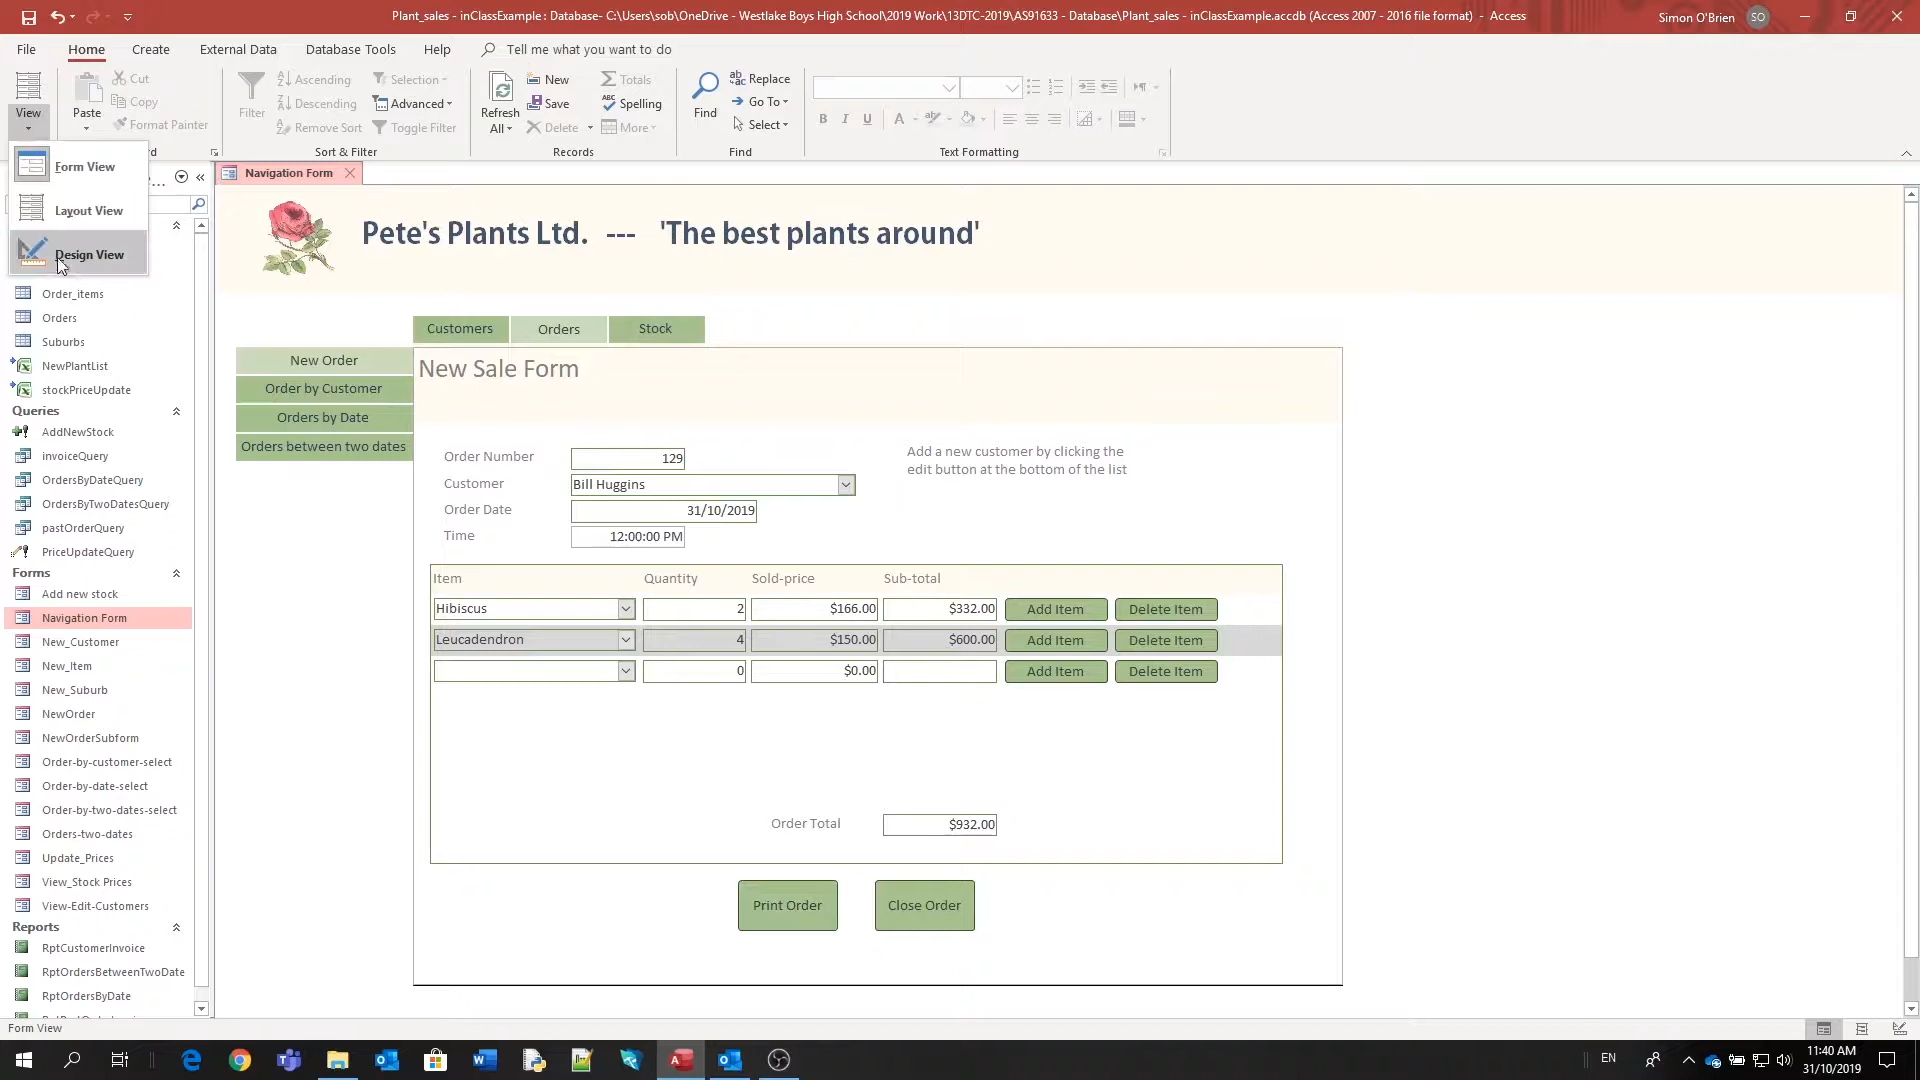 Plant_sales - inClassExample : Database- C:\Users\sob\OneDrive - Westlake Boys High School\2019 Work\13DTC-2019\AS91633 - Database\Plant_sales - inClassExample.accdb (Access 2007 - 2016 file format) - Access
Simon O'Brien
SO
File
Home
Create
External Data
Database Tools
Help
Tell me what you want to do
View
Paste
Cut
Copy
Format Painter
Filter
Ascending
Descending
Remove Sort
Selection
Advanced
Toggle Filter
Sort & Filter
Refresh
All
New
Save
Delete
Totals
Spelling
More
Records
Find
Replace
Go To
Select
Find
B
I
U
A
Text Formatting
Form View
Layout View
Design View
Navigation Form
Order_items
Orders
Suburbs
NewPlantList
stockPriceUpdate
Queries
AddNewStock
invoiceQuery
OrdersByDateQuery
OrdersByTwoDatesQuery
pastOrderQuery
PriceUpdateQuery
Forms
Add new stock
Navigation Form
New_Customer
New_Item
New_Suburb
NewOrder
NewOrderSubform
Order-by-customer-select
Order-by-date-select
Order-by-two-dates-select
Orders-two-dates
Update_Prices
View_Stock Prices
View-Edit-Customers
Reports
RptCustomerInvoice
RptOrdersBetweenTwoDate
RptOrdersByDate
Pete's Plants Ltd. --- 'The best plants around'
Customers
Orders
Stock
New Order
Order by Customer
Orders by Date
Orders between two dates
New Sale Form
Order Number 129
Customer Bill Huggins
Order Date 31/10/2019
Time 12:00:00 PM
Add a new customer by clicking the
edit button at the bottom of the list
Item Quantity Sold-price Sub-total
Hibiscus 2 $166.00 $332.00 Add Item Delete Item
Leucadendron 4 $150.00 $600.00 Add Item Delete Item
0 $0.00 Add Item Delete Item
Order Total $932.00
Print Order
Close Order
Form View
EN
11:40 AM
31/10/2019